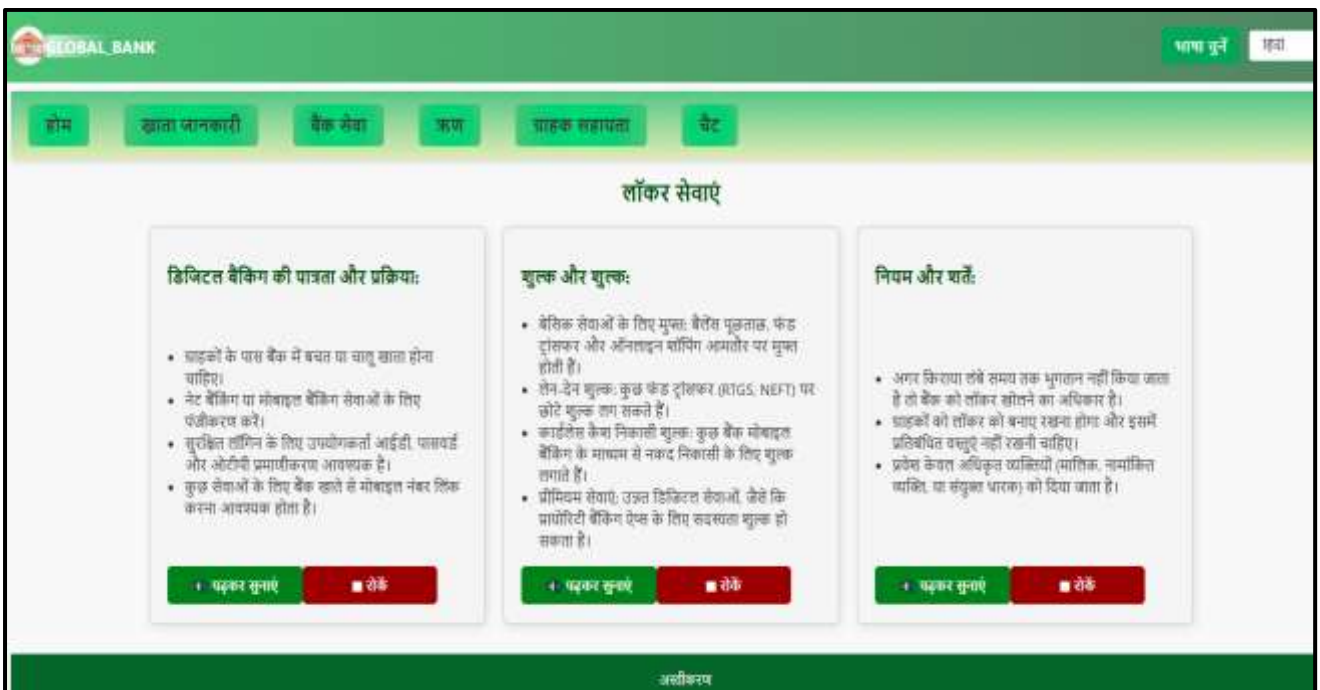 GLOBAL_BANK
भाषा चुनें
हिंदी
होम
खाता जानकारी
बैंक सेवा
ऋण
ग्राहक सहायता
चैट
लॉकर सेवाएं
डिजिटल बैंकिंग की पात्रता और प्रक्रिया:
• ग्राहकों के पास बैंक में बचत या चालू खाता होना
चाहिए।
• नेट बैंकिंग या मोबाइल बैंकिंग सेवाओं के लिए
पंजीकरण करें।
• सुरक्षित लॉगिन के लिए उपयोगकर्ता आईडी, पासवर्ड
और ओटीपी प्रमाणीकरण आवश्यक है।
• कुछ सेवाओं के लिए बैंक खाते से मोबाइल नंबर लिंक
करना आवश्यक होता है।
पढ़कर सुनाएं
रोकें
शुल्क और शुल्क:
• बेसिक सेवाओं के लिए मुफ्त: बैलेंस पूछताछ, फंड
ट्रांसफर और ऑनलाइन शॉपिंग आमतौर पर मुफ्त
होती हैं।
• लेन-देन शुल्क: कुछ फंड ट्रांसफर (RTGS, NEFT) पर
छोटे शुल्क लग सकते हैं।
• कार्डलेस कैश निकासी शुल्क: कुछ बैंक मोबाइल
बैंकिंग के माध्यम से नकद निकासी के लिए शुल्क
लगाते हैं।
• प्रीमियम सेवाएं: उन्नत डिजिटल सेवाओं, जैसे कि
प्रायोरिटी बैंकिंग ऐप्स के लिए सदस्यता शुल्क हो
सकता है।
पढ़कर सुनाएं
रोकें
नियम और शर्तें:
• अगर किराया लंबे समय तक भुगतान नहीं किया जाता
है तो बैंक को लॉकर खोलने का अधिकार है।
• ग्राहकों को लॉकर को बनाए रखना होगा और इसमें
प्रतिबंधित वस्तुएं नहीं रखनी चाहिए।
• प्रवेश केवल अधिकृत व्यक्तियों (मालिक, नामांकित
व्यक्ति, या संयुक्त धारक) को दिया जाता है।
पढ़कर सुनाएं
रोकें
अस्वीकरण